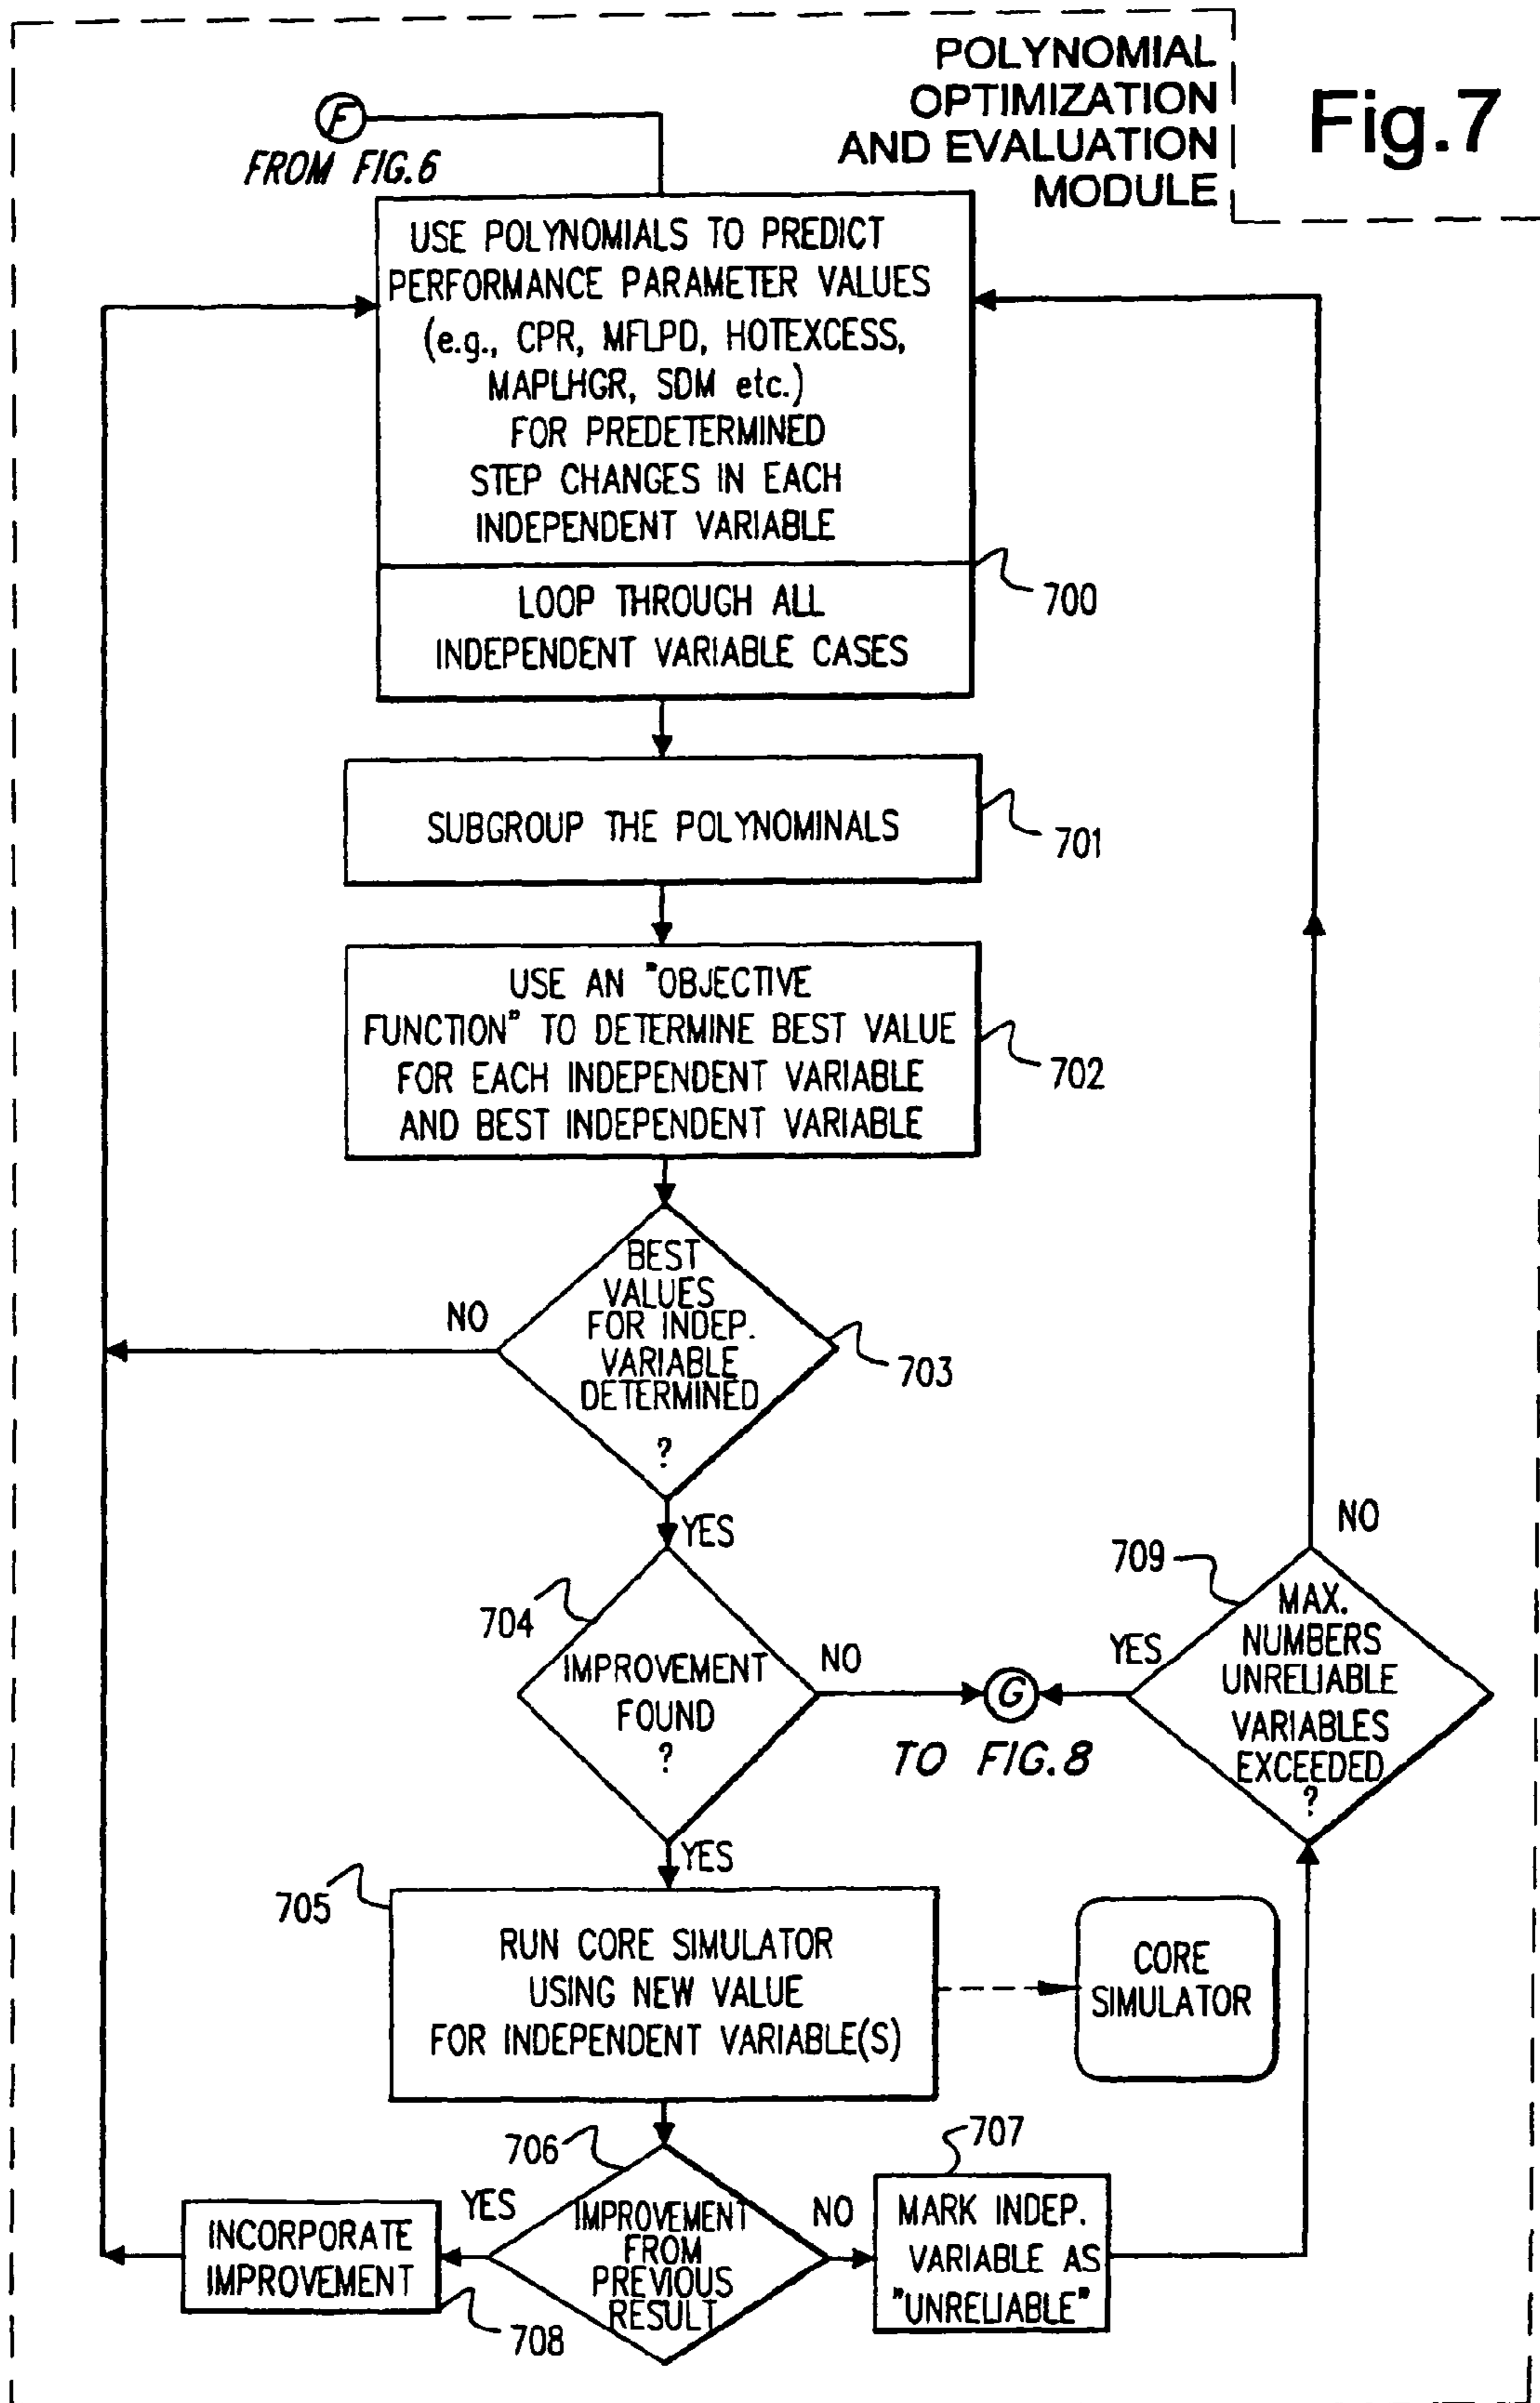 POLYNOMIAL
OPTIMIZATION
AND EVALUATION
MODULE
Fig.7
F
FROM FIG.6
USE POLYNOMIALS TO PREDICT
PERFORMANCE PARAMETER VALUES
(e.g., CPR, MFLPD, HOTEXCESS,
MAPLHGR, SDM etc.)
FOR PREDETERMINED
STEP CHANGES IN EACH
INDEPENDENT VARIABLE
700
LOOP THROUGH ALL
INDEPENDENT VARIABLE CASES
SUBGROUP THE POLYNOMINALS
701
USE AN "OBJECTIVE
FUNCTION" TO DETERMINE BEST VALUE
FOR EACH INDEPENDENT VARIABLE
AND BEST INDEPENDENT VARIABLE
702
BEST
VALUES
FOR INDEP.
VARIABLE
DETERMINED
?
NO
703
YES
704
IMPROVEMENT
FOUND
?
NO
G
TO FIG.8
YES
709
MAX.
NUMBERS
UNRELIABLE
VARIABLES
EXCEEDED
?
NO
YES
705
RUN CORE SIMULATOR
USING NEW VALUE
FOR INDEPENDENT VARIABLE(S)
CORE
SIMULATOR
706
IMPROVEMENT
FROM
PREVIOUS
RESULT
YES
NO
707
MARK INDEP.
VARIABLE AS
"UNRELIABLE"
INCORPORATE
IMPROVEMENT
708